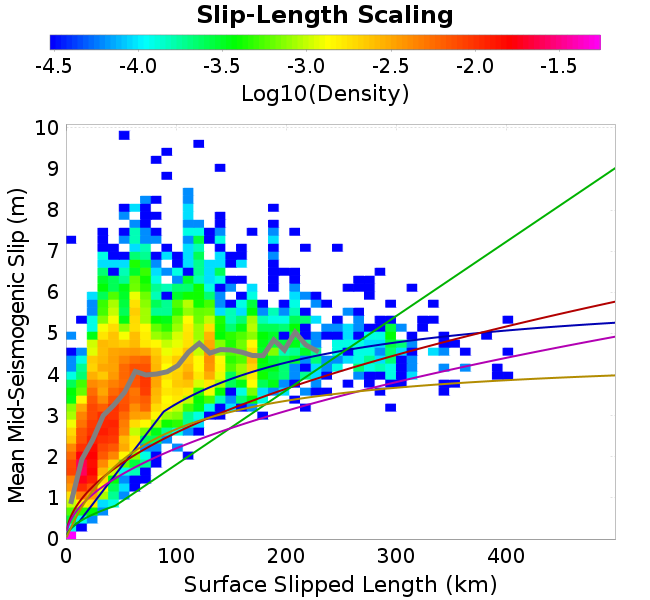 Slip-Length Scaling
-4.5 -4.0 -3.5 -3.0 -2.5 -2.0 -1.5
Log10(Density)
10
9
8
7
6
5
4
3
2
1
0
Mean Mid-Seismogenic Slip (m)
0 100 200 300 400
Surface Slipped Length (km)